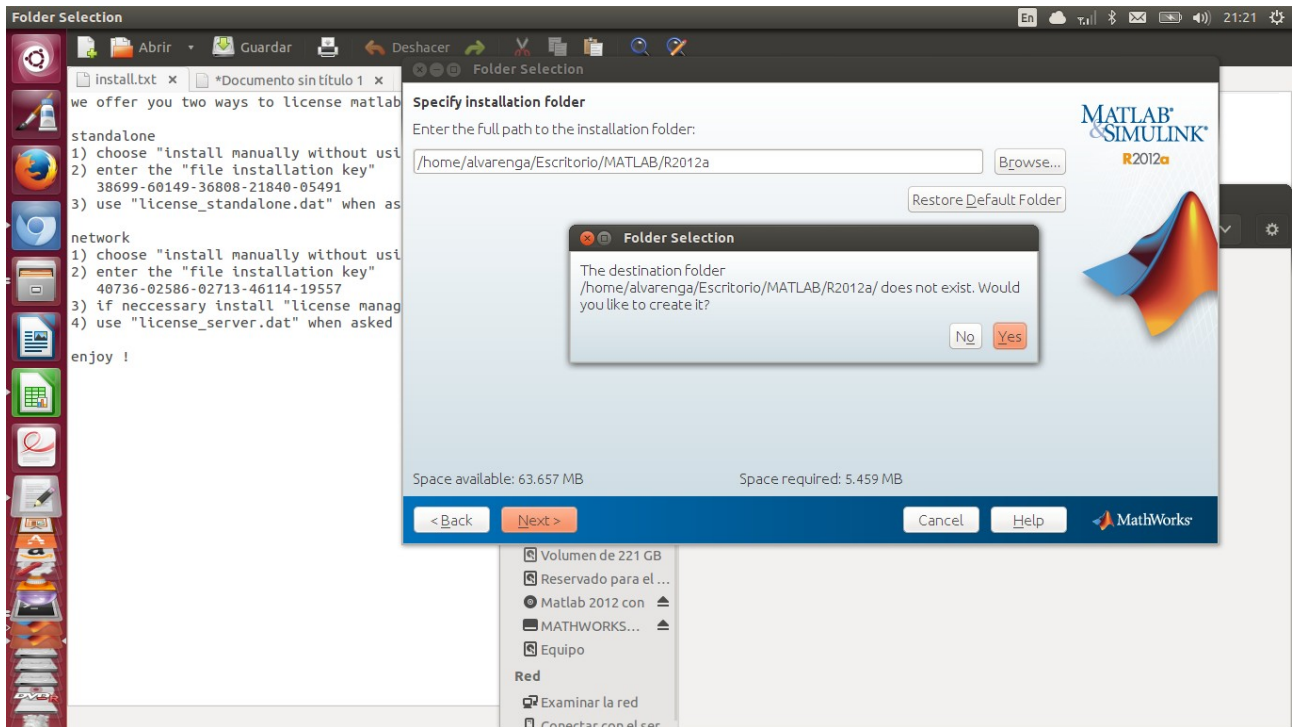 Folder Selection
En
21:21
Abrir
Guardar
Deshacer
install.txt
*Documento sin título 1
we offer you two ways to license matlab
standalone
1) choose "install manually without usi
2) enter the "file installation key"
38699-60149-36808-21840-05491
3) use "license_standalone.dat" when as
network
1) choose "install manually without usi
2) enter the "file installation key"
40736-02586-02713-46114-19557
3) if neccessary install "license manag
4) use "license_server.dat" when asked
enjoy !
Folder Selection
Specify installation folder
Enter the full path to the installation folder:
/home/alvarenga/Escritorio/MATLAB/R2012a
Browse...
Restore Default Folder
MATLAB®
&SIMULINK®
R2012a
Folder Selection
The destination folder
/home/alvarenga/Escritorio/MATLAB/R2012a/ does not exist. Would
you like to create it?
No
Yes
Space available: 63.657 MB
Space required: 5.459 MB
< Back
Next >
Cancel
Help
MathWorks®
Volumen de 221 GB
Reservado para el ...
Matlab 2012 con
MATHWORKS...
Equipo
Red
Examinar la red
Conectar con el ser